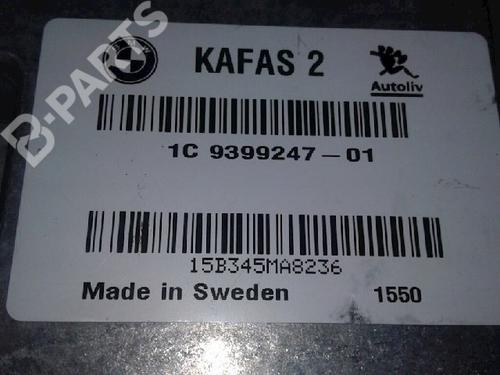 B-PARTS
KAFAS 2
Autoliv
1C 9399247-01
15B345MA8236
Made in Sweden 1550